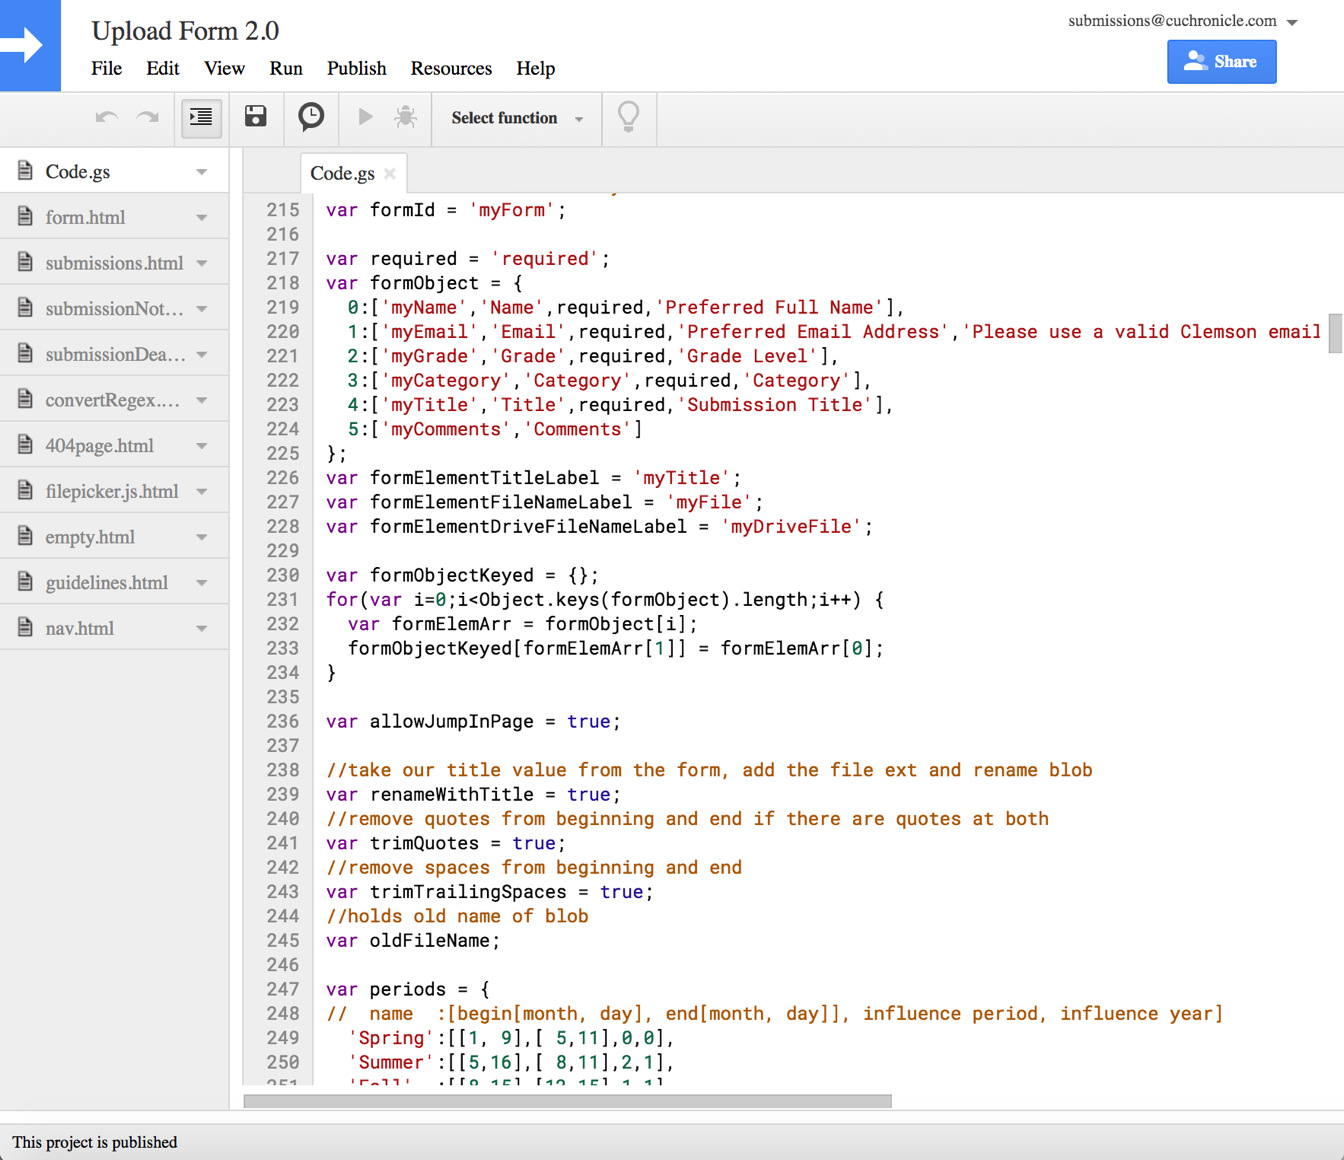 Upload Form 2.0
submissions@cuchronicle.com
File Edit View Run Publish Resources Help
Share
Select function
Code.gs
form.html
submissions.html
submissionNot...
submissionDea...
convertRegex....
404page.html
filepicker.js.html
empty.html
guidelines.html
nav.html
Code.gs
215 var formId = 'myForm';
216
217 var required = 'required';
218 var formObject = {
219   0:['myName','Name',required,'Preferred Full Name'],
220   1:['myEmail','Email',required,'Preferred Email Address','Please use a valid Clemson email
221   2:['myGrade','Grade',required,'Grade Level'],
222   3:['myCategory','Category',required,'Category'],
223   4:['myTitle','Title',required,'Submission Title'],
224   5:['myComments','Comments']
225 };
226 var formElementTitleLabel = 'myTitle';
227 var formElementFileNameLabel = 'myFile';
228 var formElementDriveFileNameLabel = 'myDriveFile';
229
230 var formObjectKeyed = {};
231 for(var i=0;i<Object.keys(formObject).length;i++) {
232   var formElemArr = formObject[i];
233   formObjectKeyed[formElemArr[1]] = formElemArr[0];
234 }
235
236 var allowJumpInPage = true;
237
238 //take our title value from the form, add the file ext and rename blob
239 var renameWithTitle = true;
240 //remove quotes from beginning and end if there are quotes at both
241 var trimQuotes = true;
242 //remove spaces from beginning and end
243 var trimTrailingSpaces = true;
244 //holds old name of blob
245 var oldFileName;
246
247 var periods = {
248 //  name  :[begin[month, day], end[month, day]], influence period, influence year]
249   'Spring':[[1, 9],[ 5,11],0,0],
250   'Summer':[[5,16],[ 8,11],2,1],
251   'Fall'  :[[8,15],[12,15],1,1]
This project is published